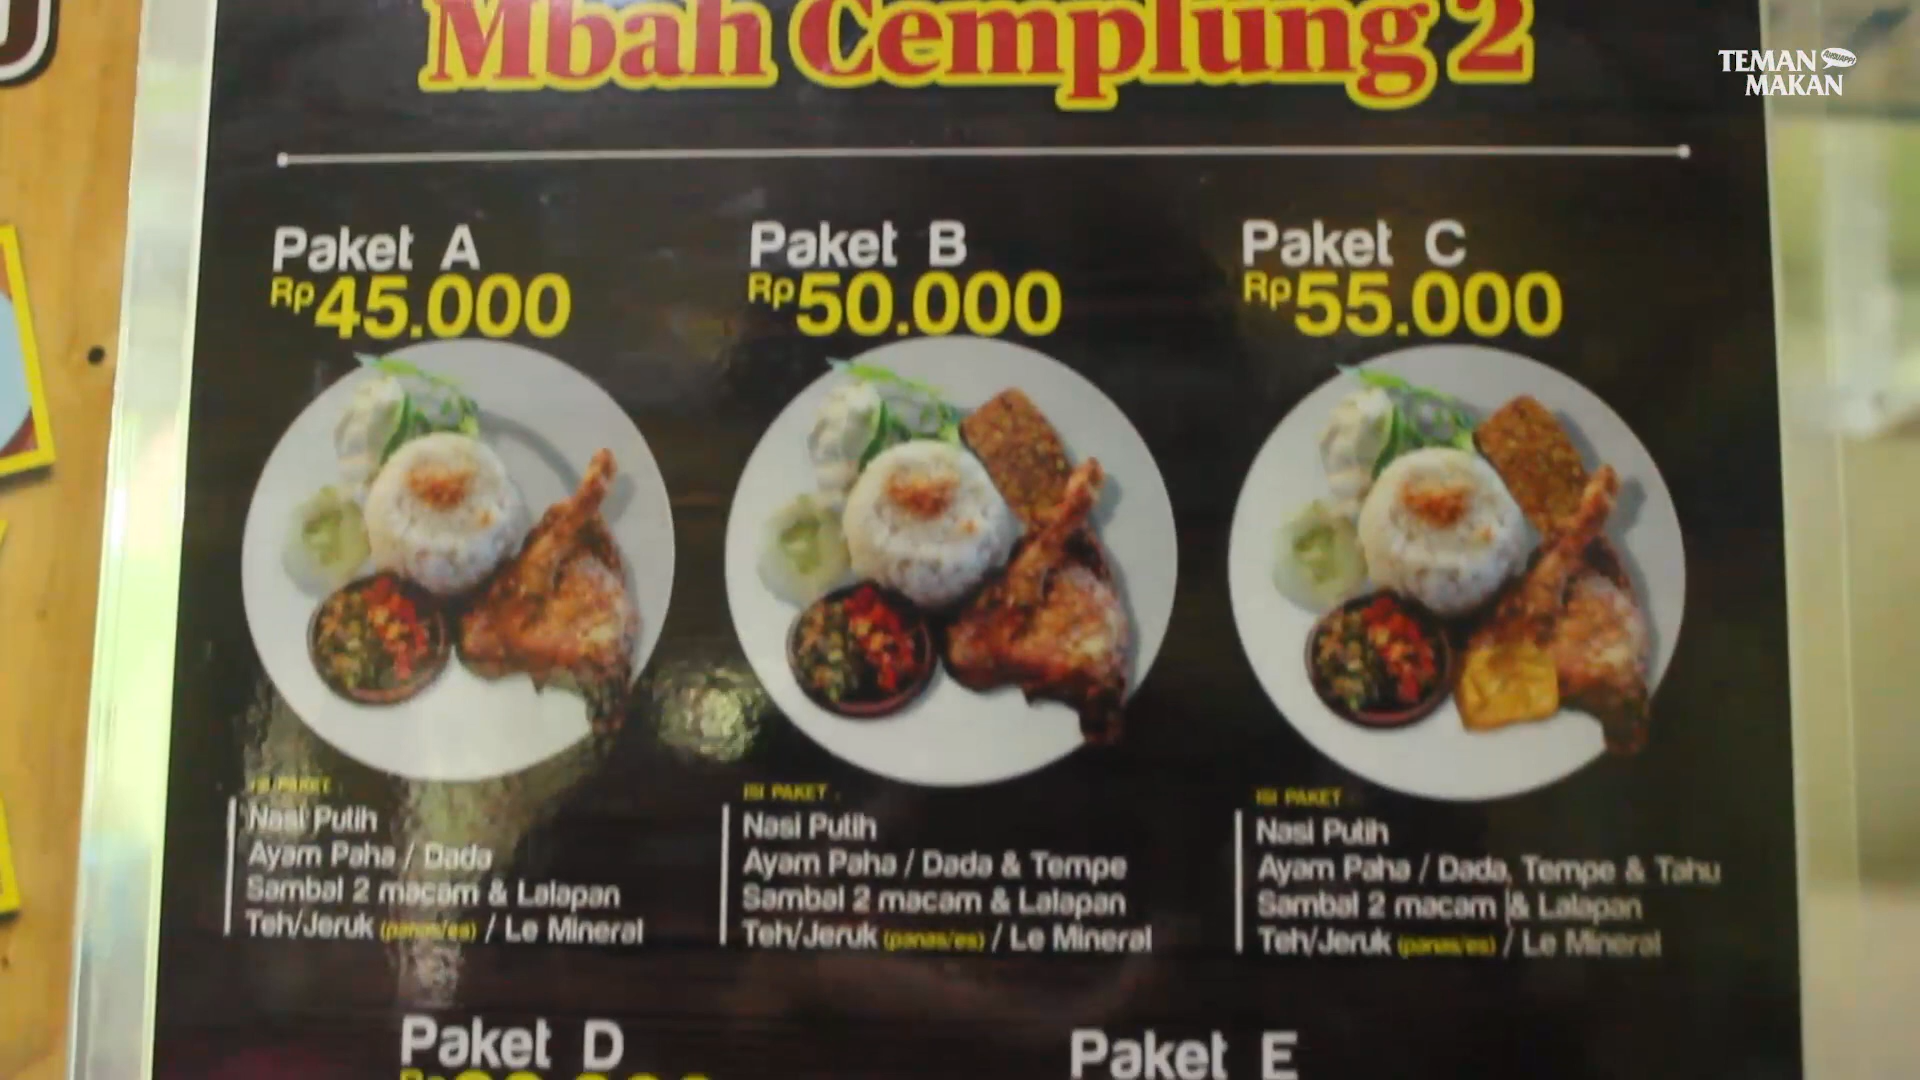 Mbah Cemplung 2
TEMAN
MAKAN
Paket A
Rp45.000
Paket B
Rp50.000
Paket C
Rp55.000
ISI PAKET
Nasi Putih
Ayam Paha / Dada
Sambal 2 macam & Lalapan
Teh/Jeruk (panas/es) / Le Mineral
ISI PAKET
Nasi Putih
Ayam Paha / Dada & Tempe
Sambal 2 macam & Lalapan
Teh/Jeruk (panas/es) / Le Mineral
ISI PAKET
Nasi Putih
Ayam Paha / Dada, Tempe & Tahu
Sambal 2 macam & Lalapan
Teh/Jeruk (panas/es) / Le Mineral
Paket D
Paket E